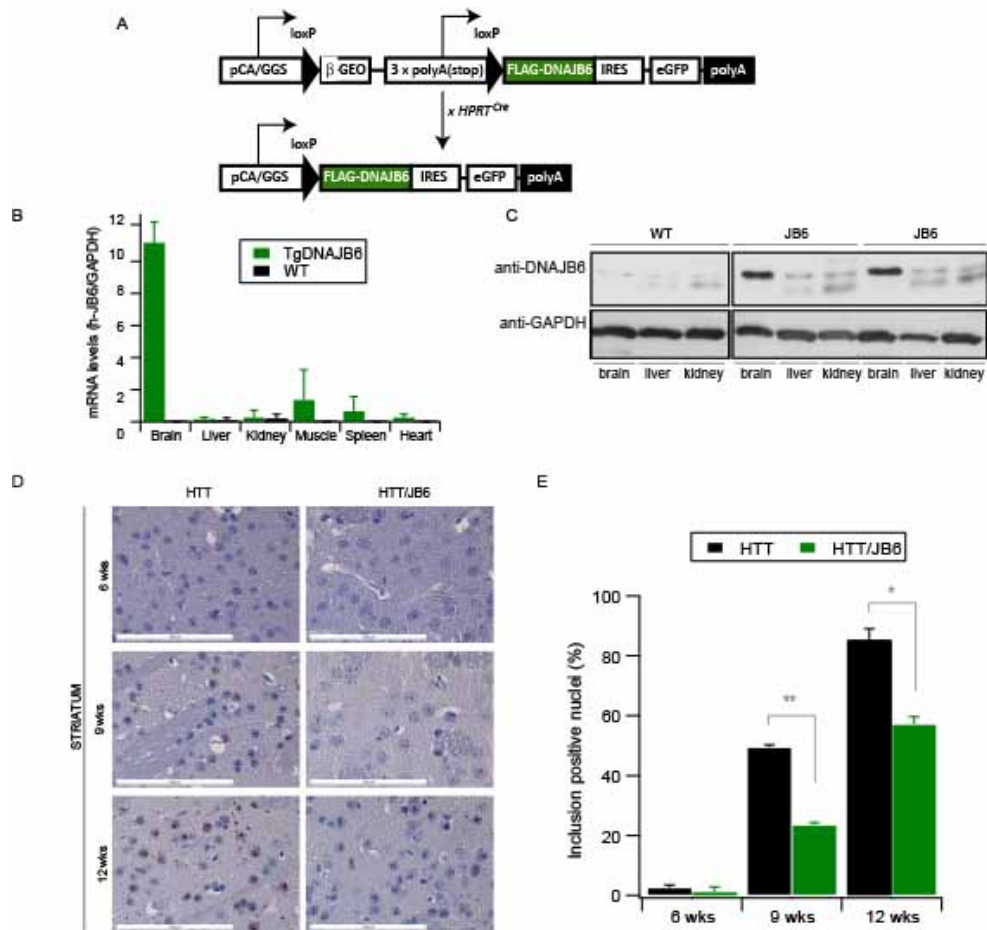 A
loxP
loxP
pCA/GGS
β-GEO
3 x polyA(stop)
FLAG-DNAJB6
IRES
eGFP
polyA
x HPRT^Cre
loxP
pCA/GGS
FLAG-DNAJB6
IRES
eGFP
polyA
B
mRNA levels (h-JB6/GAPDH)
12
10
8
6
4
2
0
TgDNAJB6
WT
Brain Liver Kidney Muscle Spleen Heart
C
WT JB6 JB6
anti-DNAJB6
anti-GAPDH
brain liver kidney brain liver kidney brain liver kidney
D
HTT HTT/JB6
STRIATUM
6 wks
9wks
12wks
E
HTT HTT/JB6
Inclusion positive nuclei (%)
100
80
60
40
20
0
**
*
6 wks 9 wks 12 wks